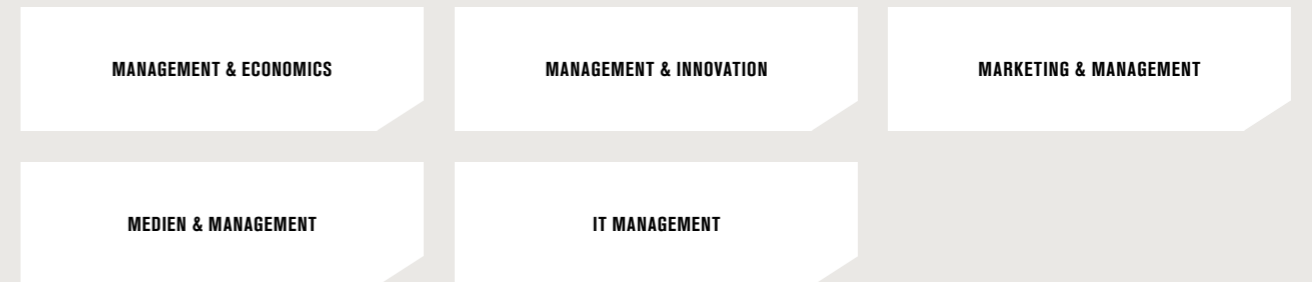 MANAGEMENT & ECONOMICS
MANAGEMENT & INNOVATION
MARKETING & MANAGEMENT
MEDIEN & MANAGEMENT
IT MANAGEMENT